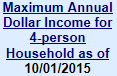 Maximum Annual
Dollar Income for
4-person
Household as of
10/01/2015